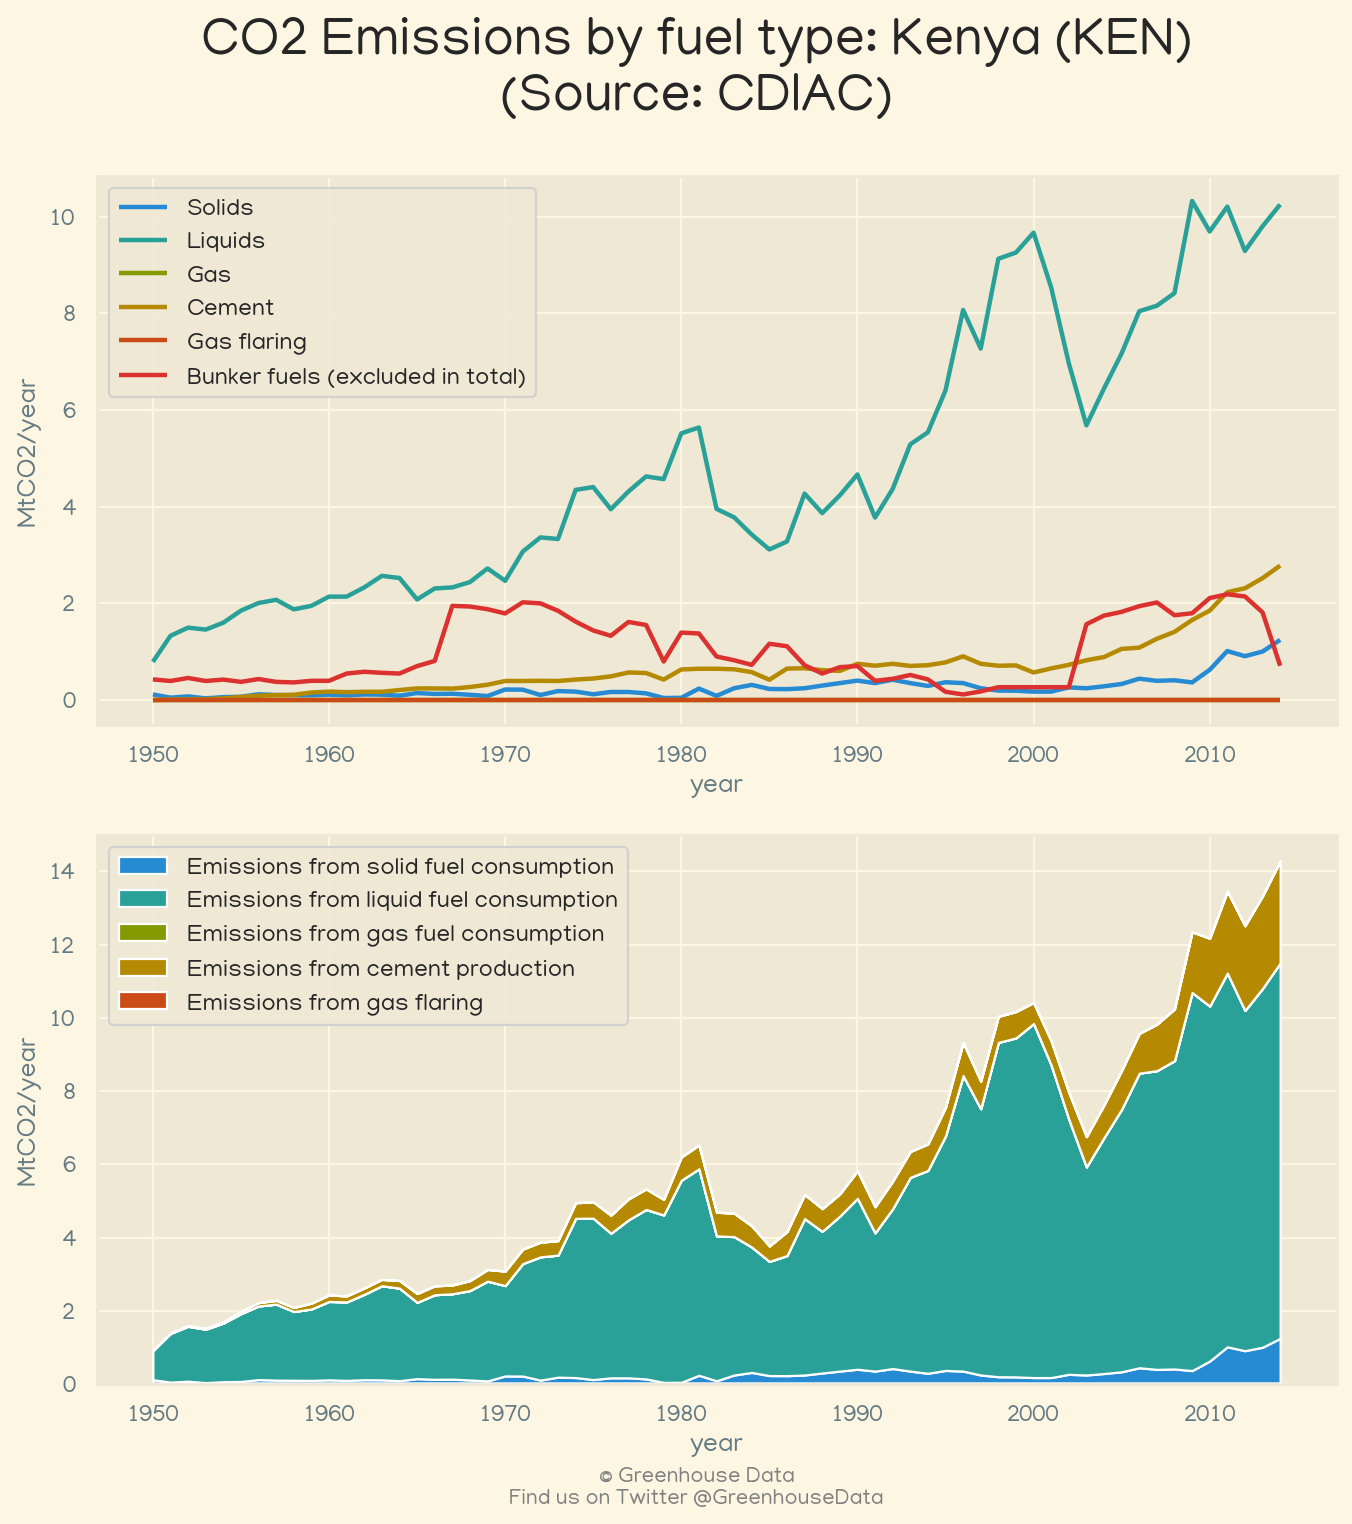 CO2 Emissions by fuel type: Kenya (KEN)
(Source: CDIAC)
Solids
Liquids
Gas
Cement
Gas flaring
Bunker fuels (excluded in total)
MtCO2/year
10
8
6
4
2
0
1950 1960 1970 1980 1990 2000 2010
year
Emissions from solid fuel consumption
Emissions from liquid fuel consumption
Emissions from gas fuel consumption
Emissions from cement production
Emissions from gas flaring
MtCO2/year
14
12
10
8
6
4
2
0
1950 1960 1970 1980 1990 2000 2010
year
© Greenhouse Data
Find us on Twitter @GreenhouseData